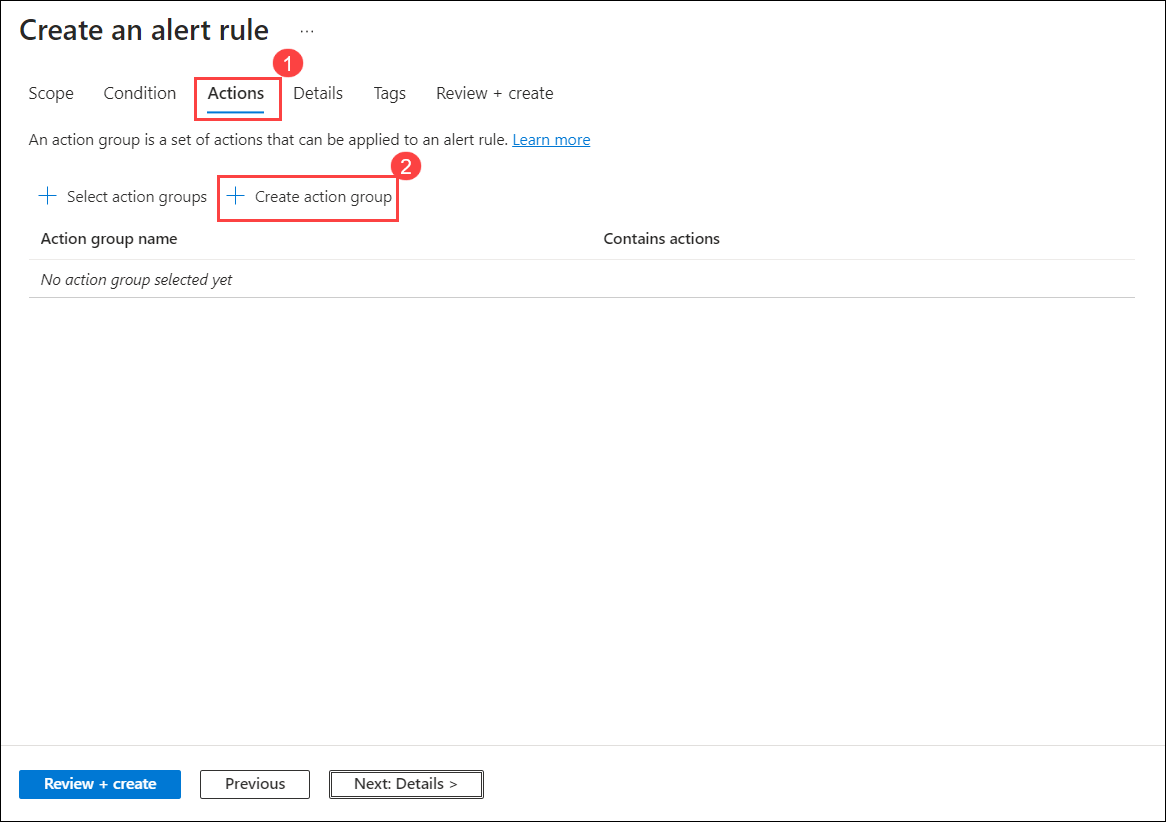 Create an alert rule ...
1
Scope Condition Actions Details Tags Review + create
An action group is a set of actions that can be applied to an alert rule. Learn more
2
+ Select action groups + Create action group
Action group name Contains actions
No action group selected yet
Review + create Previous Next: Details >